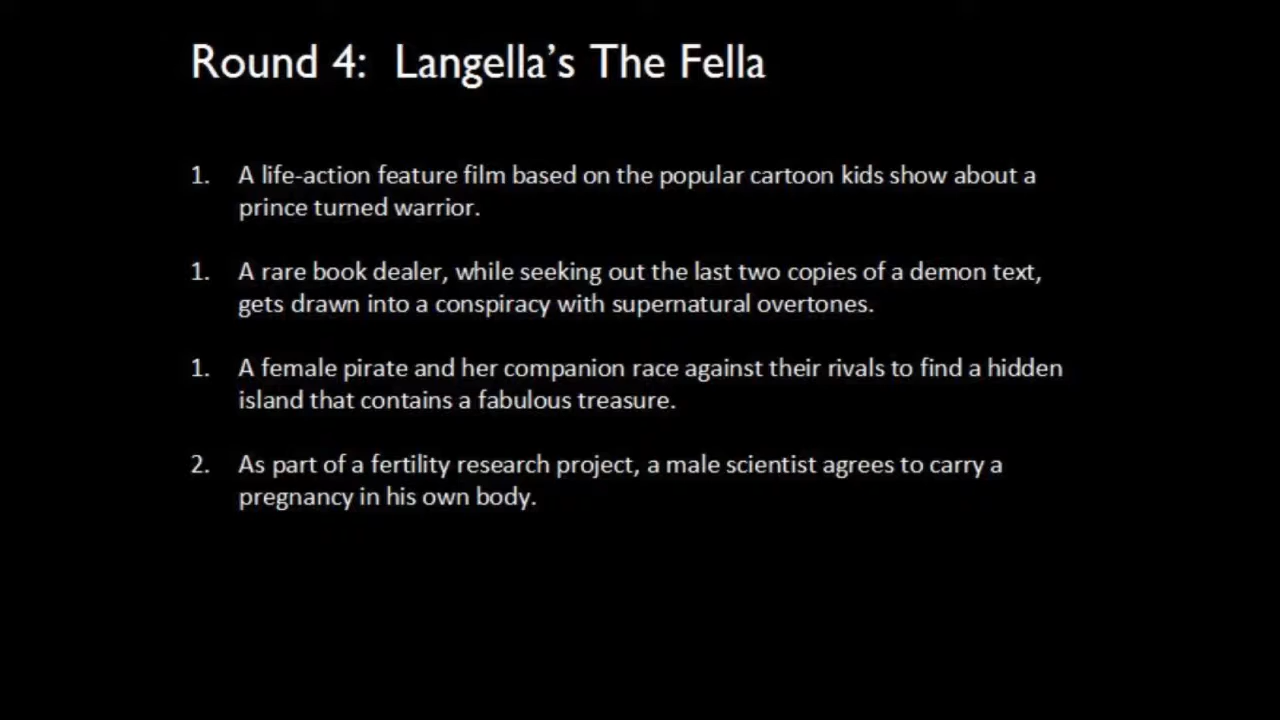 Round 4: Langella's The Fella
1. A life-action feature film based on the popular cartoon kids show about a
prince turned warrior.
1. A rare book dealer, while seeking out the last two copies of a demon text,
gets drawn into a conspiracy with supernatural overtones.
1. A female pirate and her companion race against their rivals to find a hidden
island that contains a fabulous treasure.
2. As part of a fertility research project, a male scientist agrees to carry a
pregnancy in his own body.